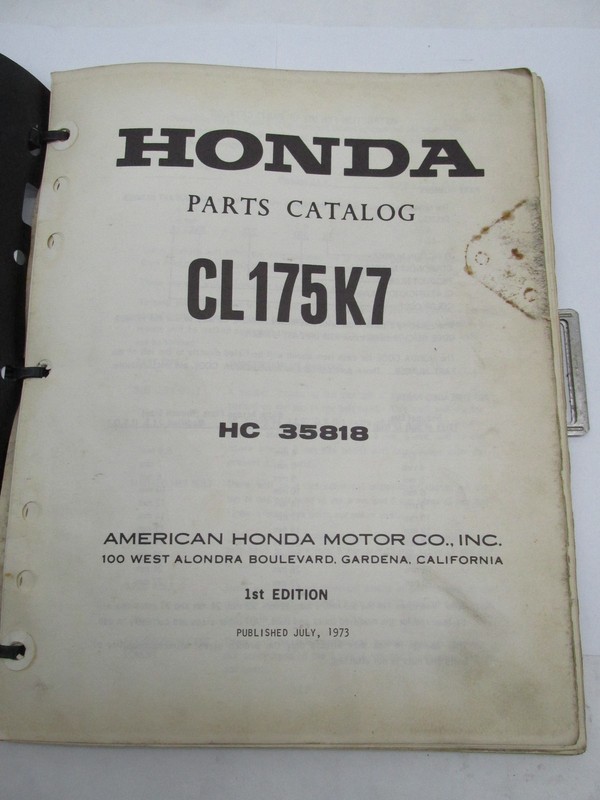 HONDA
PARTS CATALOG
CL175K7
HC 35818
AMERICAN HONDA MOTOR CO., INC.
100 WEST ALONDRA BOULEVARD. GARDENA, CALIFORNIA
1st EDITION
PUBLISHED JULY, 1973